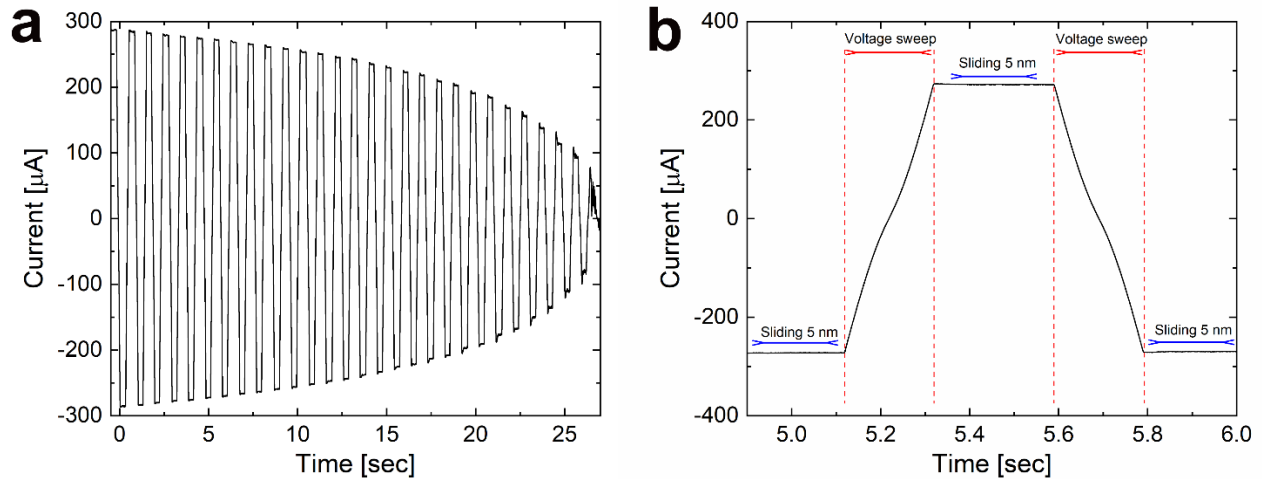 a
300
200
100
0
-100
-200
-300
Current [μA]
0 5 10 15 20 25
Time [sec]
b
400
200
0
-200
-400
Current [μA]
Voltage sweep
Voltage sweep
Sliding 5 nm
Sliding 5 nm
Sliding 5 nm
5.0 5.2 5.4 5.6 5.8 6.0
Time [sec]